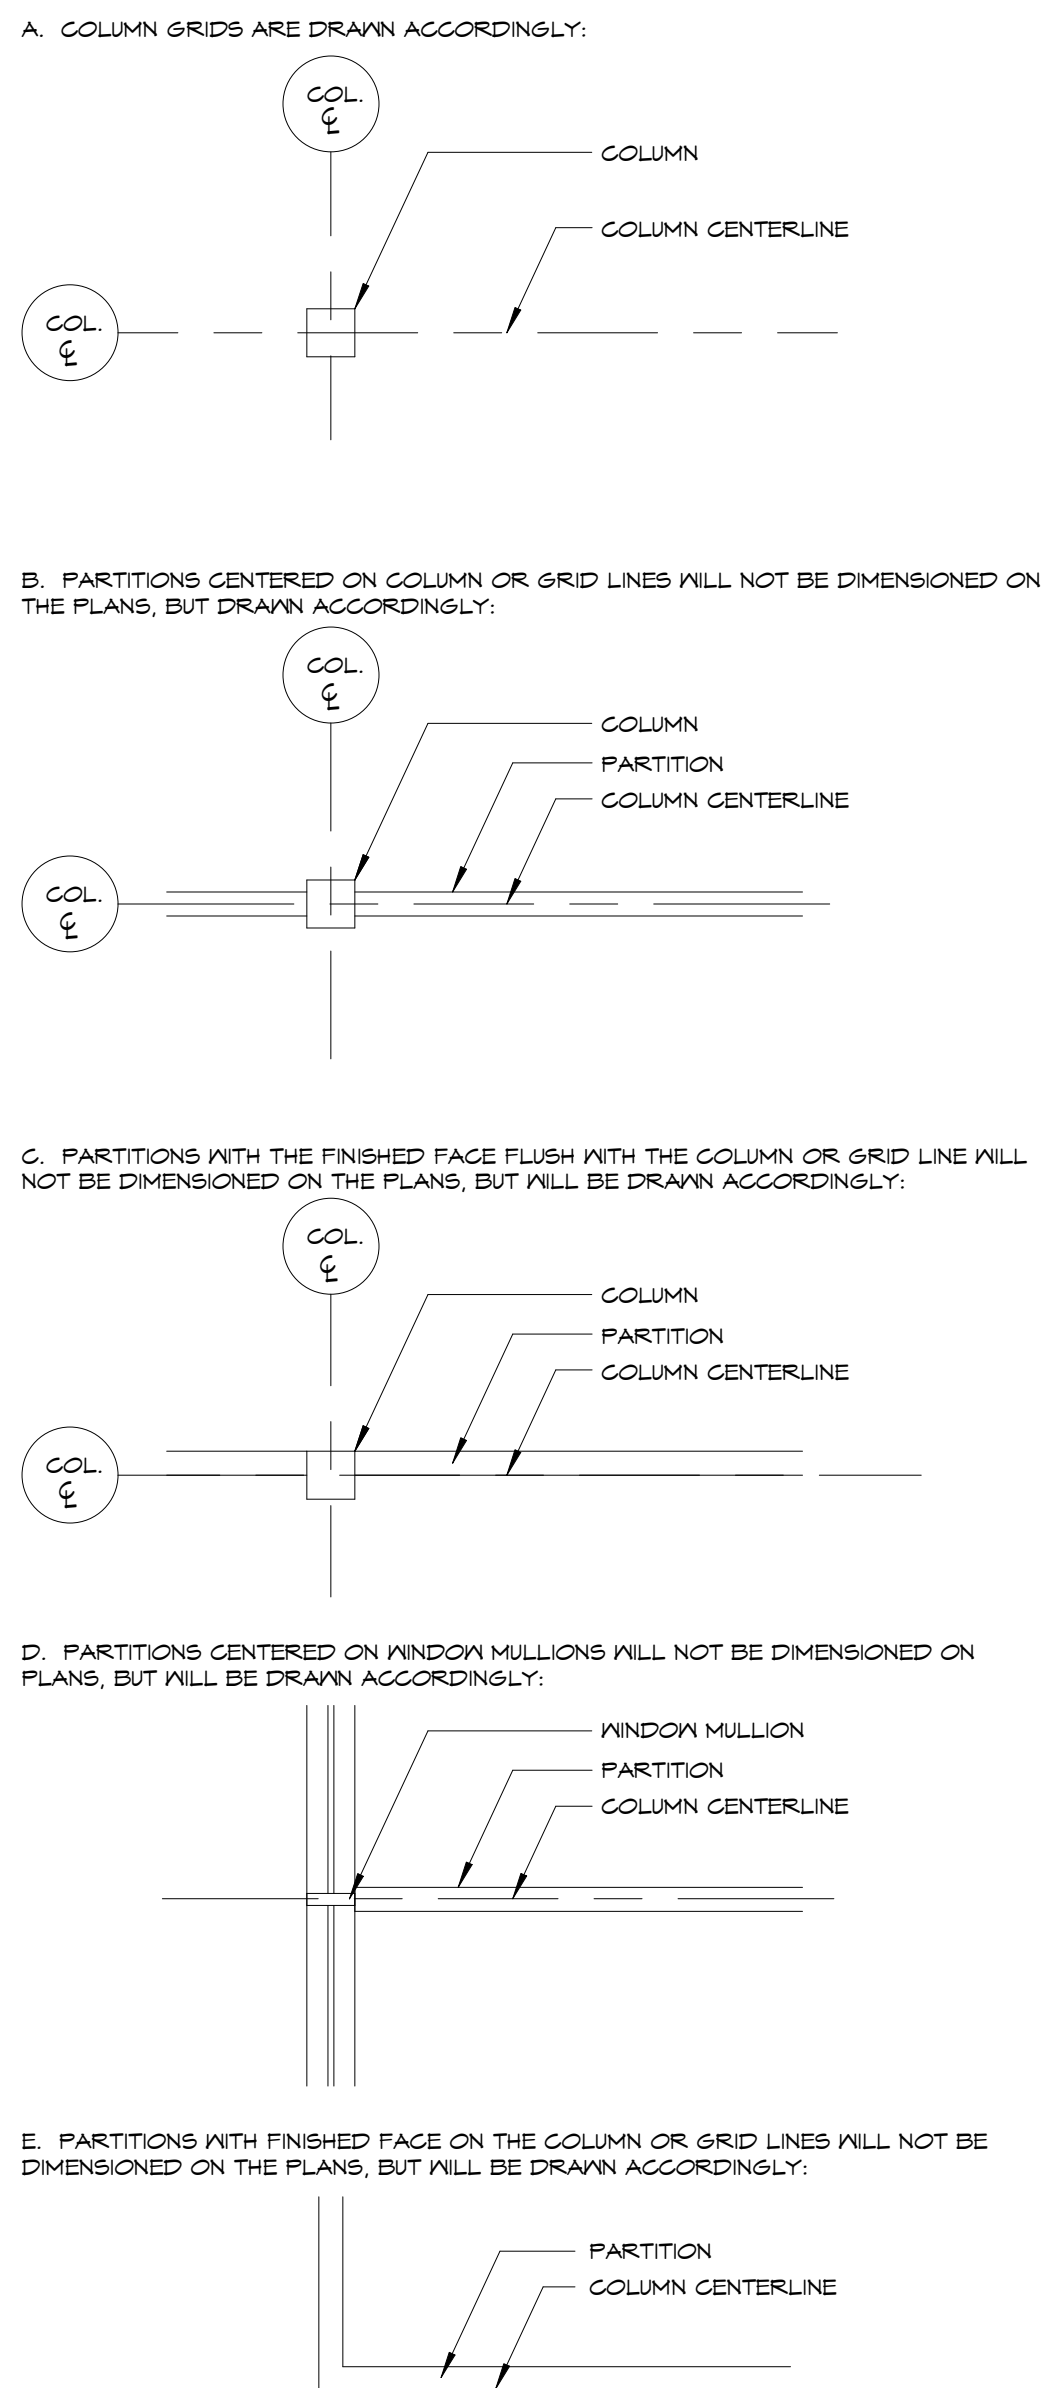 A. COLUMN GRIDS ARE DRAWN ACCORDINGLY:
COL.
℄
COLUMN
COLUMN CENTERLINE
COL.
℄
B. PARTITIONS CENTERED ON COLUMN OR GRID LINES WILL NOT BE DIMENSIONED ON
THE PLANS, BUT DRAWN ACCORDINGLY:
COL.
℄
COLUMN
PARTITION
COLUMN CENTERLINE
COL.
℄
C. PARTITIONS WITH THE FINISHED FACE FLUSH WITH THE COLUMN OR GRID LINE WILL
NOT BE DIMENSIONED ON THE PLANS, BUT WILL BE DRAWN ACCORDINGLY:
COL.
℄
COLUMN
PARTITION
COLUMN CENTERLINE
COL.
℄
D. PARTITIONS CENTERED ON WINDOW MULLIONS WILL NOT BE DIMENSIONED ON
PLANS, BUT WILL BE DRAWN ACCORDINGLY:
WINDOW MULLION
PARTITION
COLUMN CENTERLINE
E. PARTITIONS WITH FINISHED FACE ON THE COLUMN OR GRID LINES WILL NOT BE
DIMENSIONED ON THE PLANS, BUT WILL BE DRAWN ACCORDINGLY:
PARTITION
COLUMN CENTERLINE